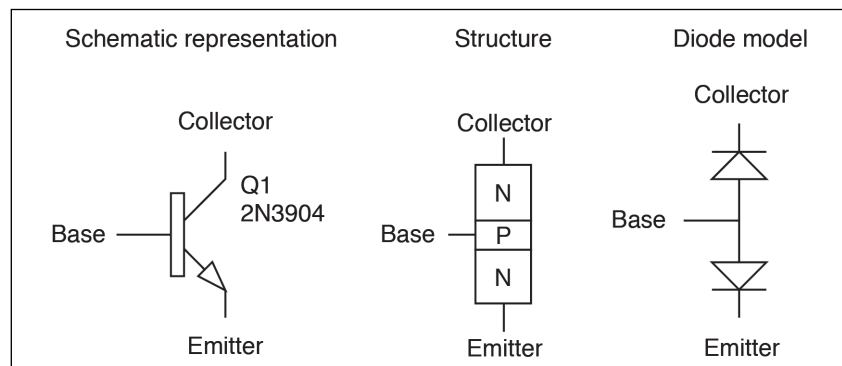 Schematic representation
Structure
Diode model
Collector
Q1
2N3904
Base
Emitter
Collector
N
Base
P
N
Emitter
Collector
Base
Emitter